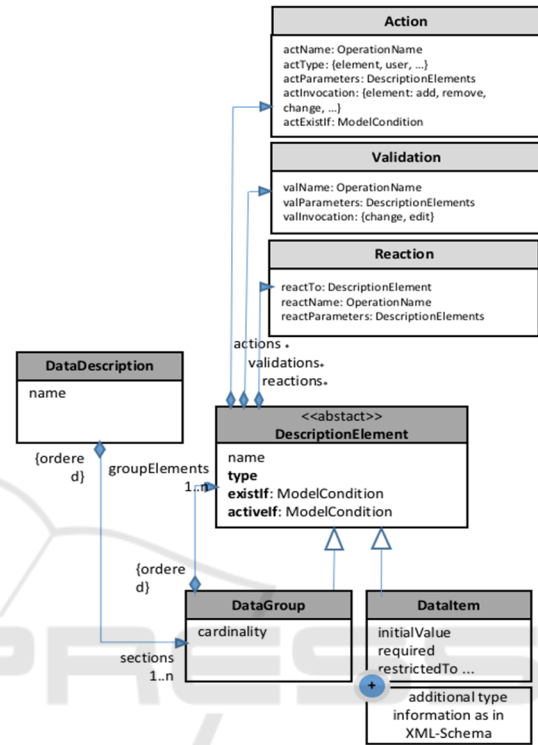 Action
actName: OperationName
actType: {element, user, ...}
actParameters: DescriptionElements
actInvocation: {element: add, remove,
change, ...}
actExistIf: ModelCondition
Validation
valName: OperationName
valParameters: DescriptionElements
valInvocation: {change, edit}
Reaction
reactTo: DescriptionElement
reactName: OperationName
reactParameters: DescriptionElements
actions *
validations*
reactions*
DataDescription
name
<<abstact>>
DescriptionElement
name
type
existIf: ModelCondition
activeIf: ModelCondition
{ordere
d}
groupElements
1..n
{ordere
d}
sections
1..n
DataGroup
cardinality
DataItem
initialValue
required
restrictedTo ...
+
additional type
information as in
XML-Schema
PRESS